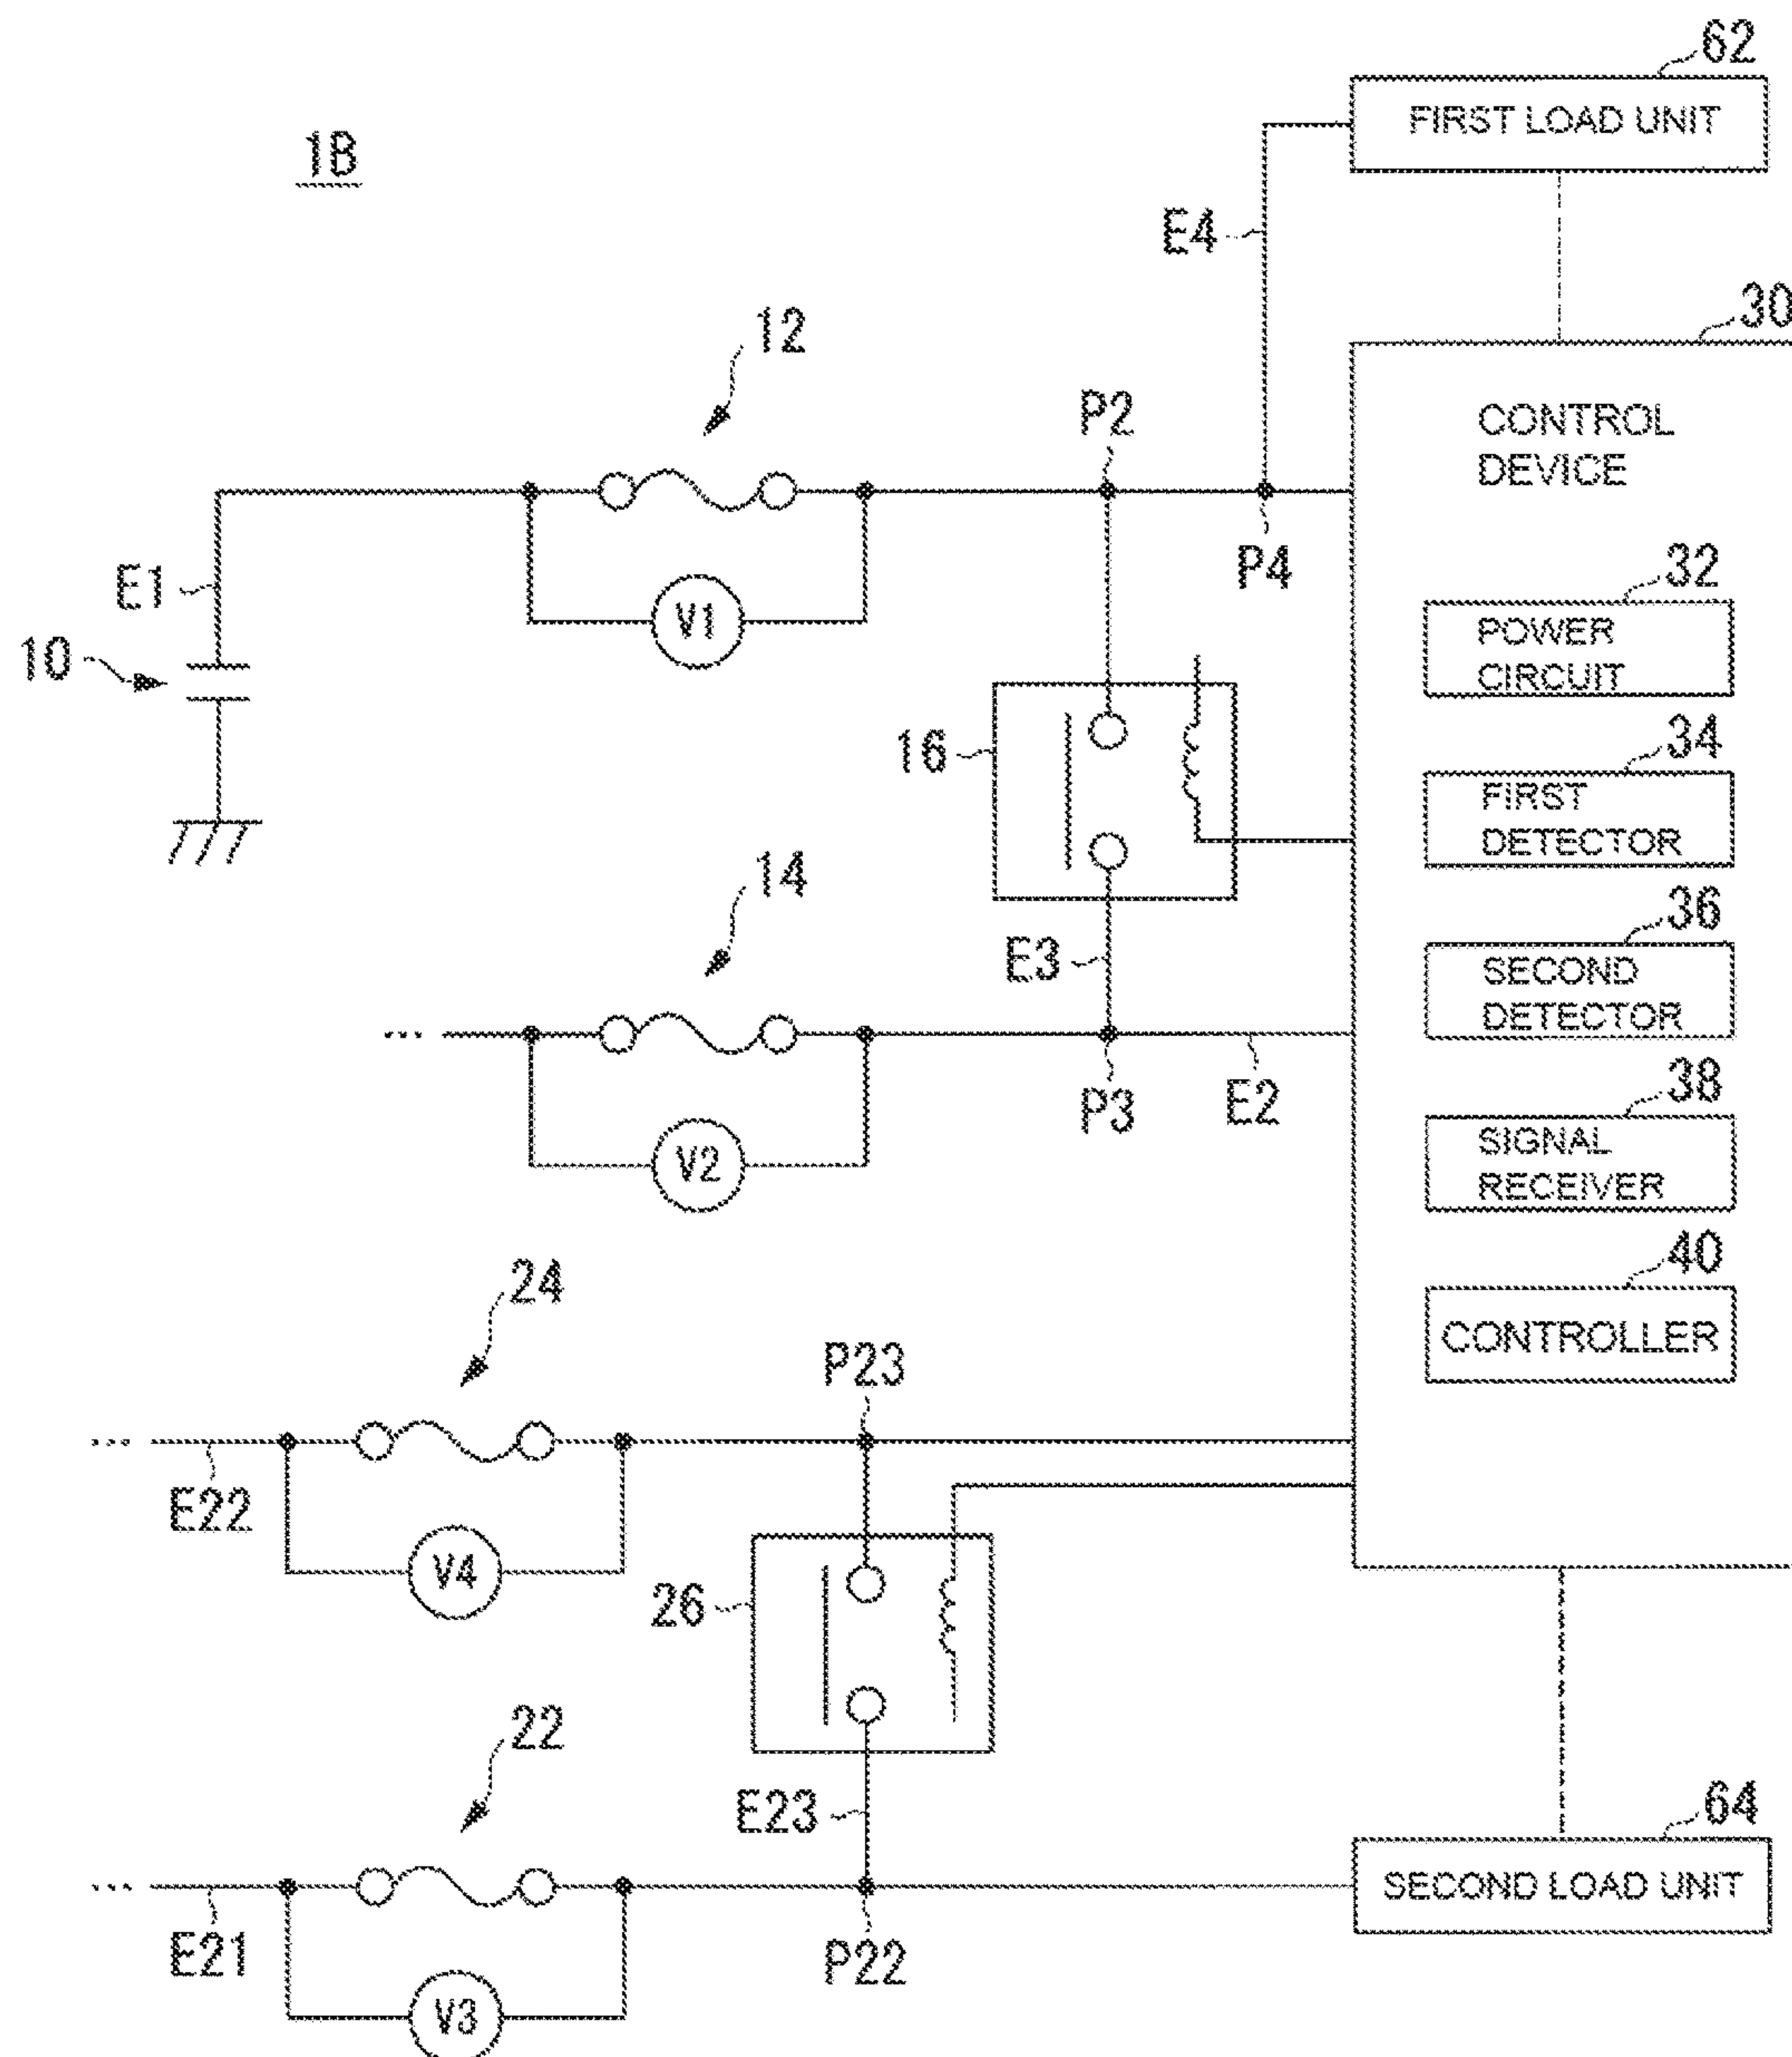 62
FIRST LOAD UNIT
1B
E4
30
12
CONTROL
DEVICE
P2
P4
32
E1
V1
POWER
CIRCUIT
10
34
16
FIRST
DETECTOR
14
36
E3
SECOND
DETECTOR
...
38
P3
E2
V2
SIGNAL
RECEIVER
24
40
P23
CONTROLLER
...
E22
V4
26
22
E23
64
SECOND LOAD UNIT
...
E21
P22
V3